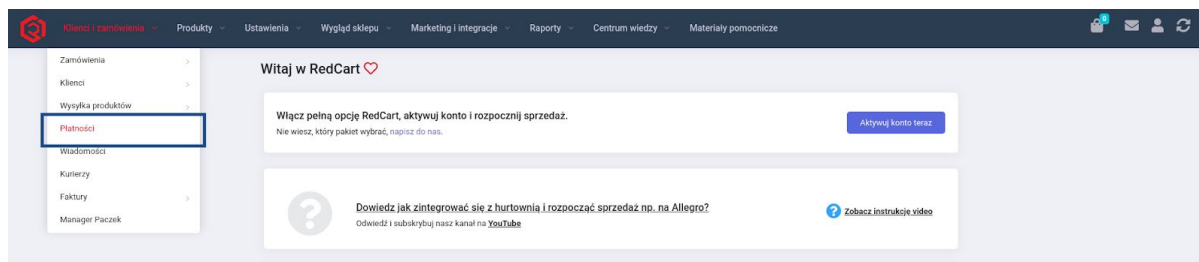 Klienci i zamówienia Produkty Ustawienia Wygląd sklepu Marketing i integracje Raporty Centrum wiedzy Materiały pomocnicze 0
Zamówienia
Klienci
Wysyłka produktów
Płatności
Wiadomości
Kurierzy
Faktury
Manager Paczek
Witaj w RedCart
Włącz pełną opcję RedCart, aktywuj konto i rozpocznij sprzedaż.
Nie wiesz, który pakiet wybrać, napisz do nas.
Aktywuj konto teraz
Dowiedz jak zintegrować się z hurtownią i rozpocząć sprzedaż np. na Allegro?
Odwiedź i subskrybuj nasz kanał na YouTube
Zobacz instrukcję video